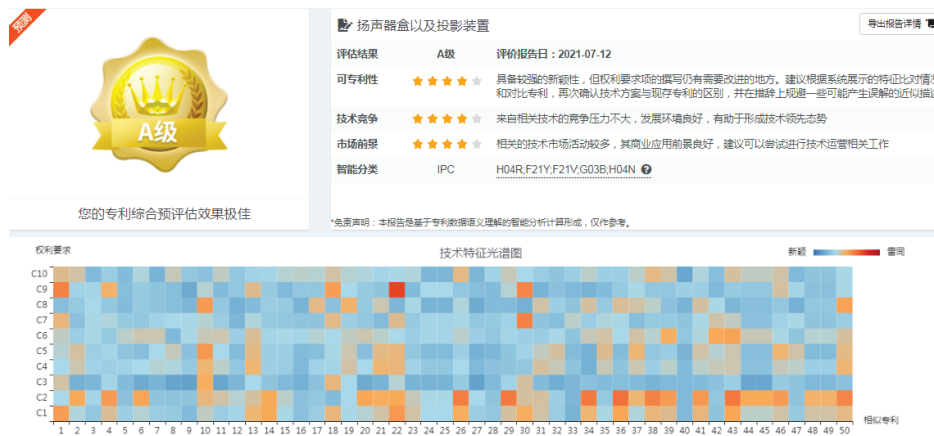 预测
扬声器盒以及投影装置
导出报告详情
评估结果 A级 评价报告日：2021-07-12
可专利性 具备较强的新颖性，但权利要求项的撰写仍有需要改进的地方。建议根据系统展示的特征比对情
和对比专利，再次确认技术方案与现存专利的区别，并在措辞上规避一些可能产生误解的近似描
技术竞争 来自相关技术的竞争压力不大，发展环境良好，有助于形成技术领先态势
市场前景 相关的技术市场活动较多，其商业应用前景良好，建议可以尝试进行技术运营相关工作
智能分类 IPC H04R;F21Y;F21V;G03B;H04N ?
A级
您的专利综合预评估效果极佳
*免责声明：本报告是基于专利数据语义理解的智能分析计算形成，仅作参考。
权利要求 技术特征光谱图 新颖 雷同
C10
C9
C8
C7
C6
C5
C4
C3
C2
C1
相似专利
1 2 3 4 5 6 7 8 9 10 11 12 13 14 15 16 17 18 19 20 21 22 23 24 25 26 27 28 29 30 31 32 33 34 35 36 37 38 39 40 41 42 43 44 45 46 47 48 49 50